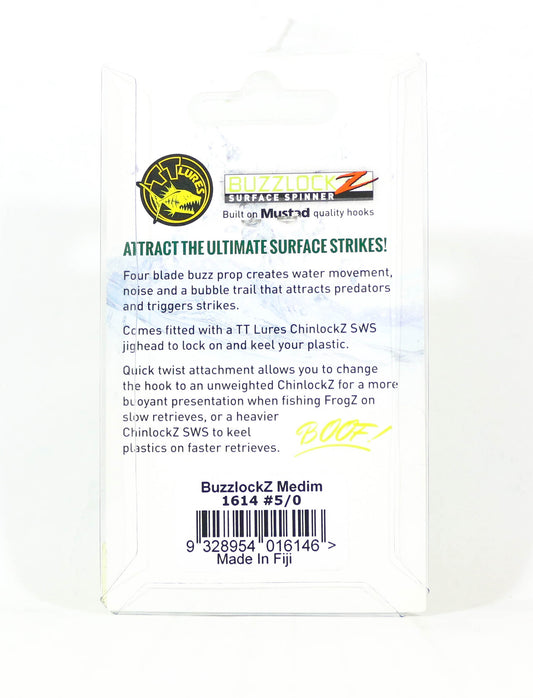 TT LURES
BUZZLOCKZ
SURFACE SPINNER
Built on Mustad quality hooks
ATTRACT THE ULTIMATE SURFACE STRIKES!
Four blade buzz prop creates water movement,
noise and a bubble trail that attracts predators
and triggers strikes.
Comes fitted with a TT Lures ChinlockZ SWS
jighead to lock on and keel your plastic.
Quick twist attachment allows you to change
the hook to an unweighted ChinlockZ for a more
buoyant presentation when fishing FrogZ on
slow retrieves, or a heavier
ChinlockZ SWS to keel
plastics on faster retrieves.
BOOF!
BuzzlockZ Medim
1614 #5/0
9 328954 016146 >
Made In Fiji